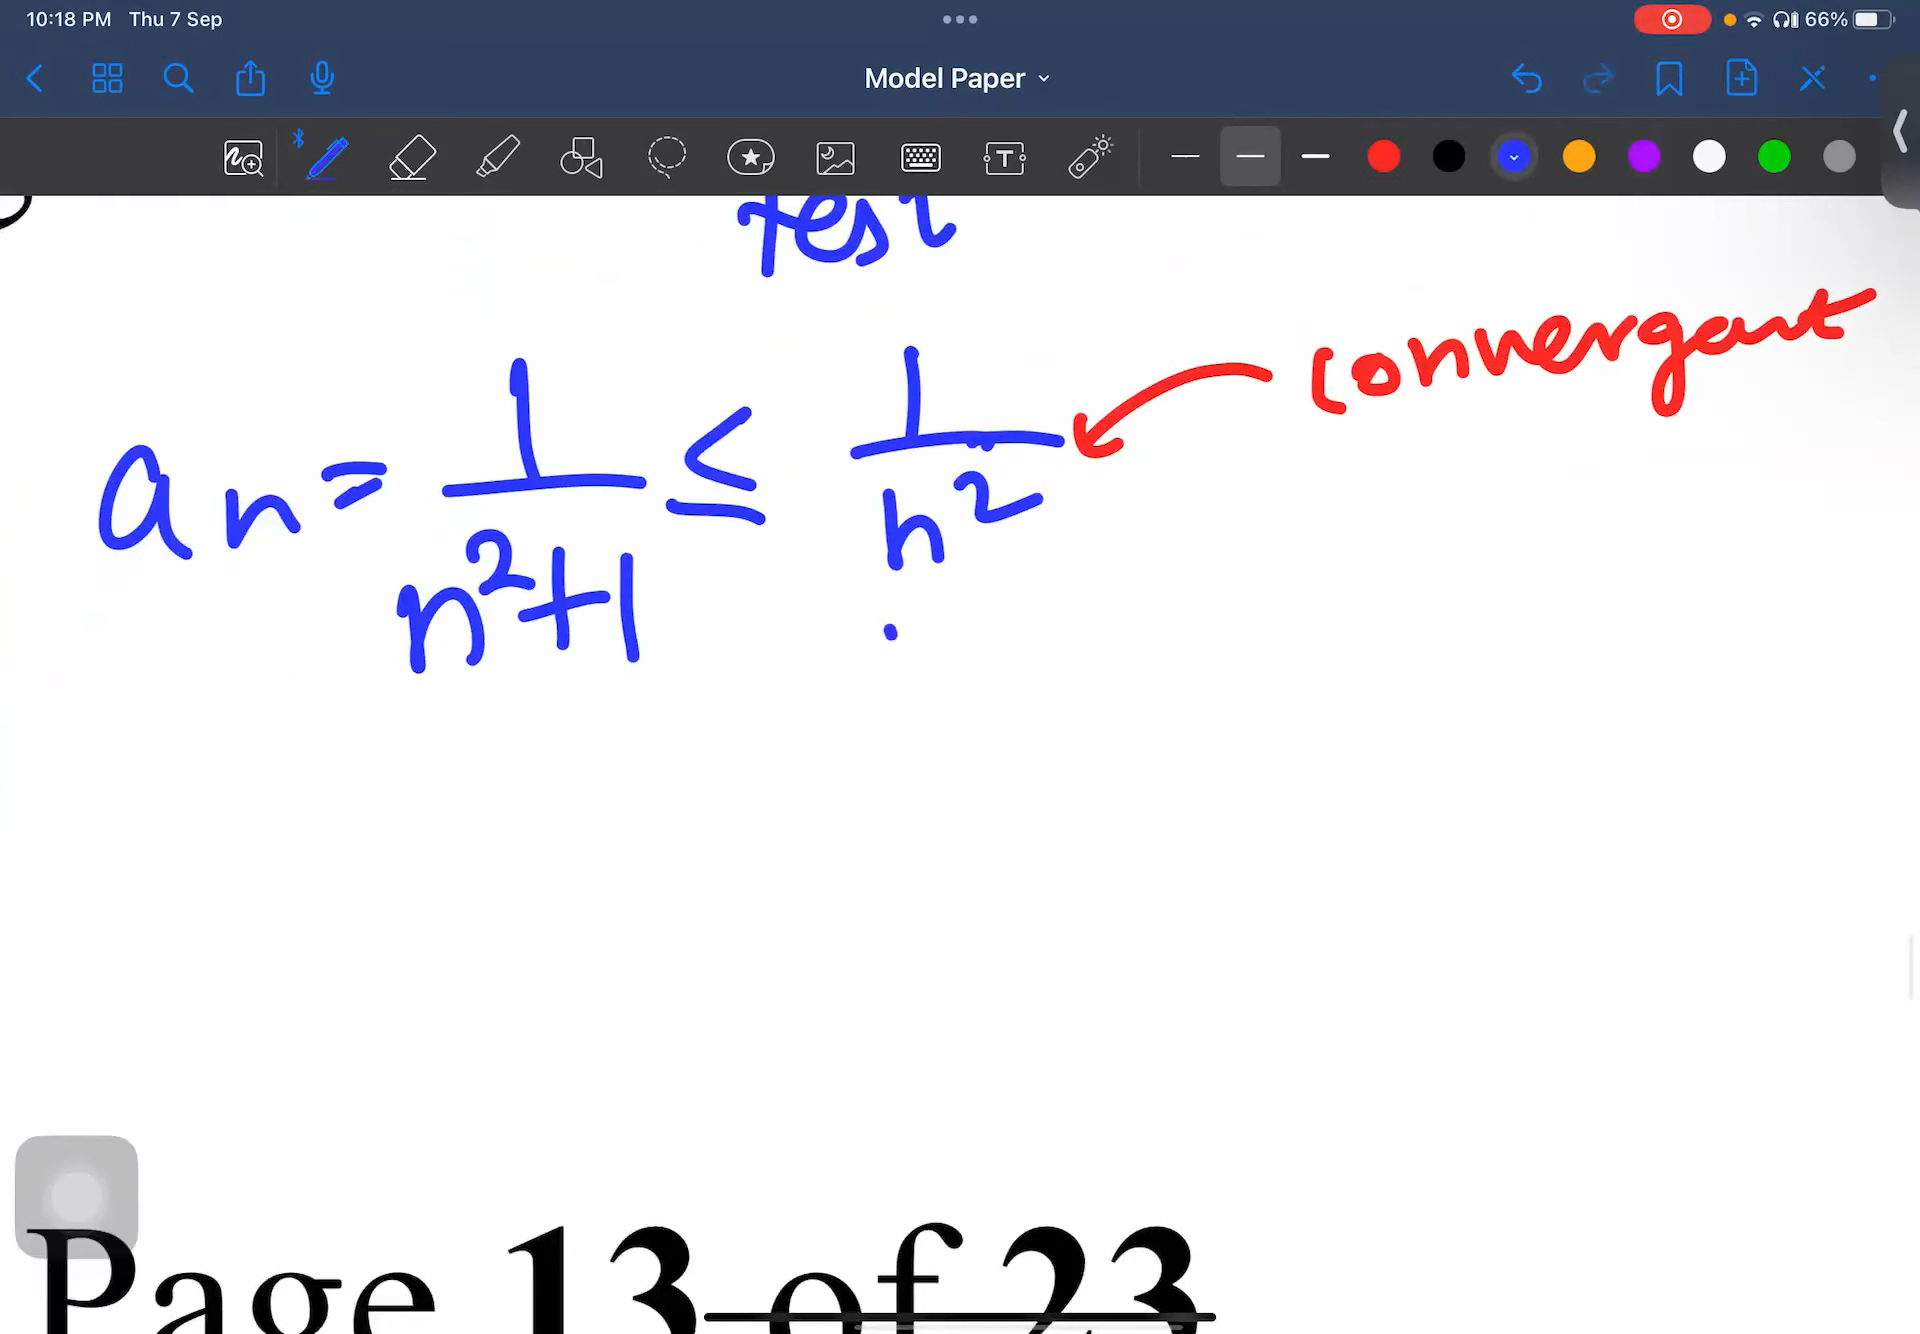 10:18 PM Thu 7 Sep
66%
Model Paper
T
test
convergant
an = 1/(n²+1) ≤ 1/n²
Page 13 of 23